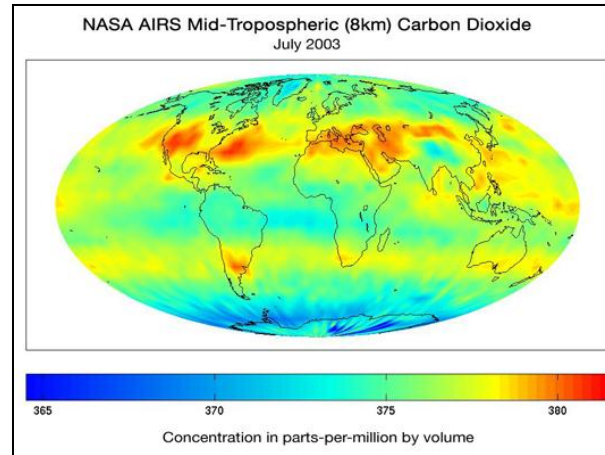 NASA AIRS Mid-Tropospheric (8km) Carbon Dioxide
July 2003
365 370 375 380
Concentration in parts-per-million by volume